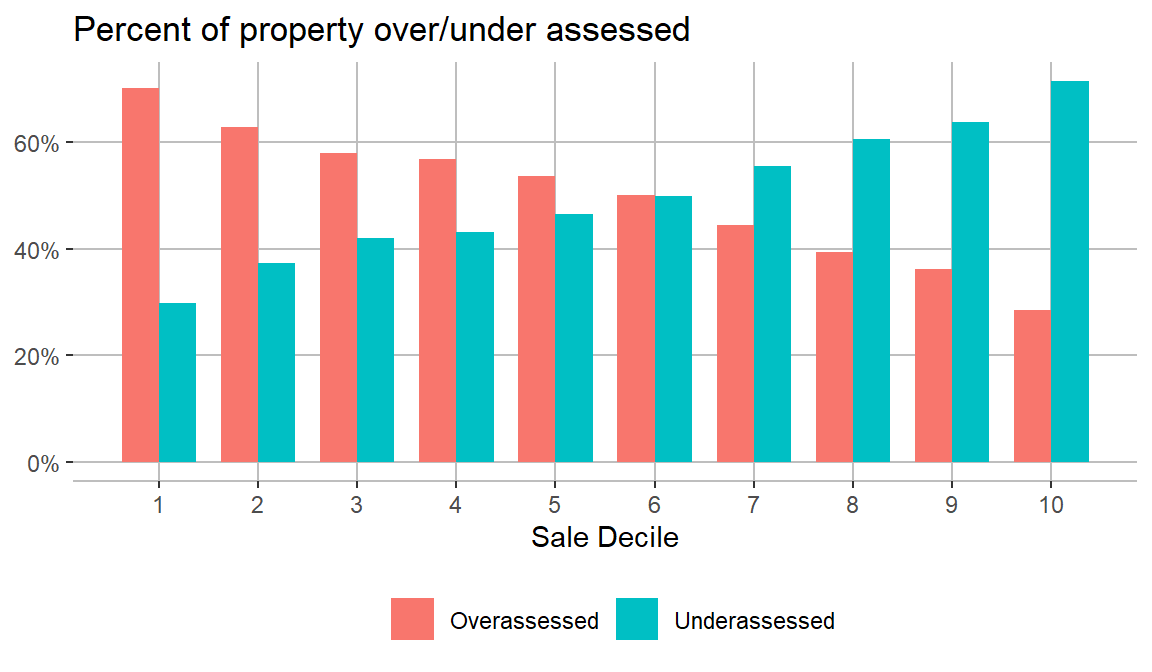 Percent of property over/under assessed
60%
40%
20%
0%
1 2 3 4 5 6 7 8 9 10
Sale Decile
Overassessed Underassessed